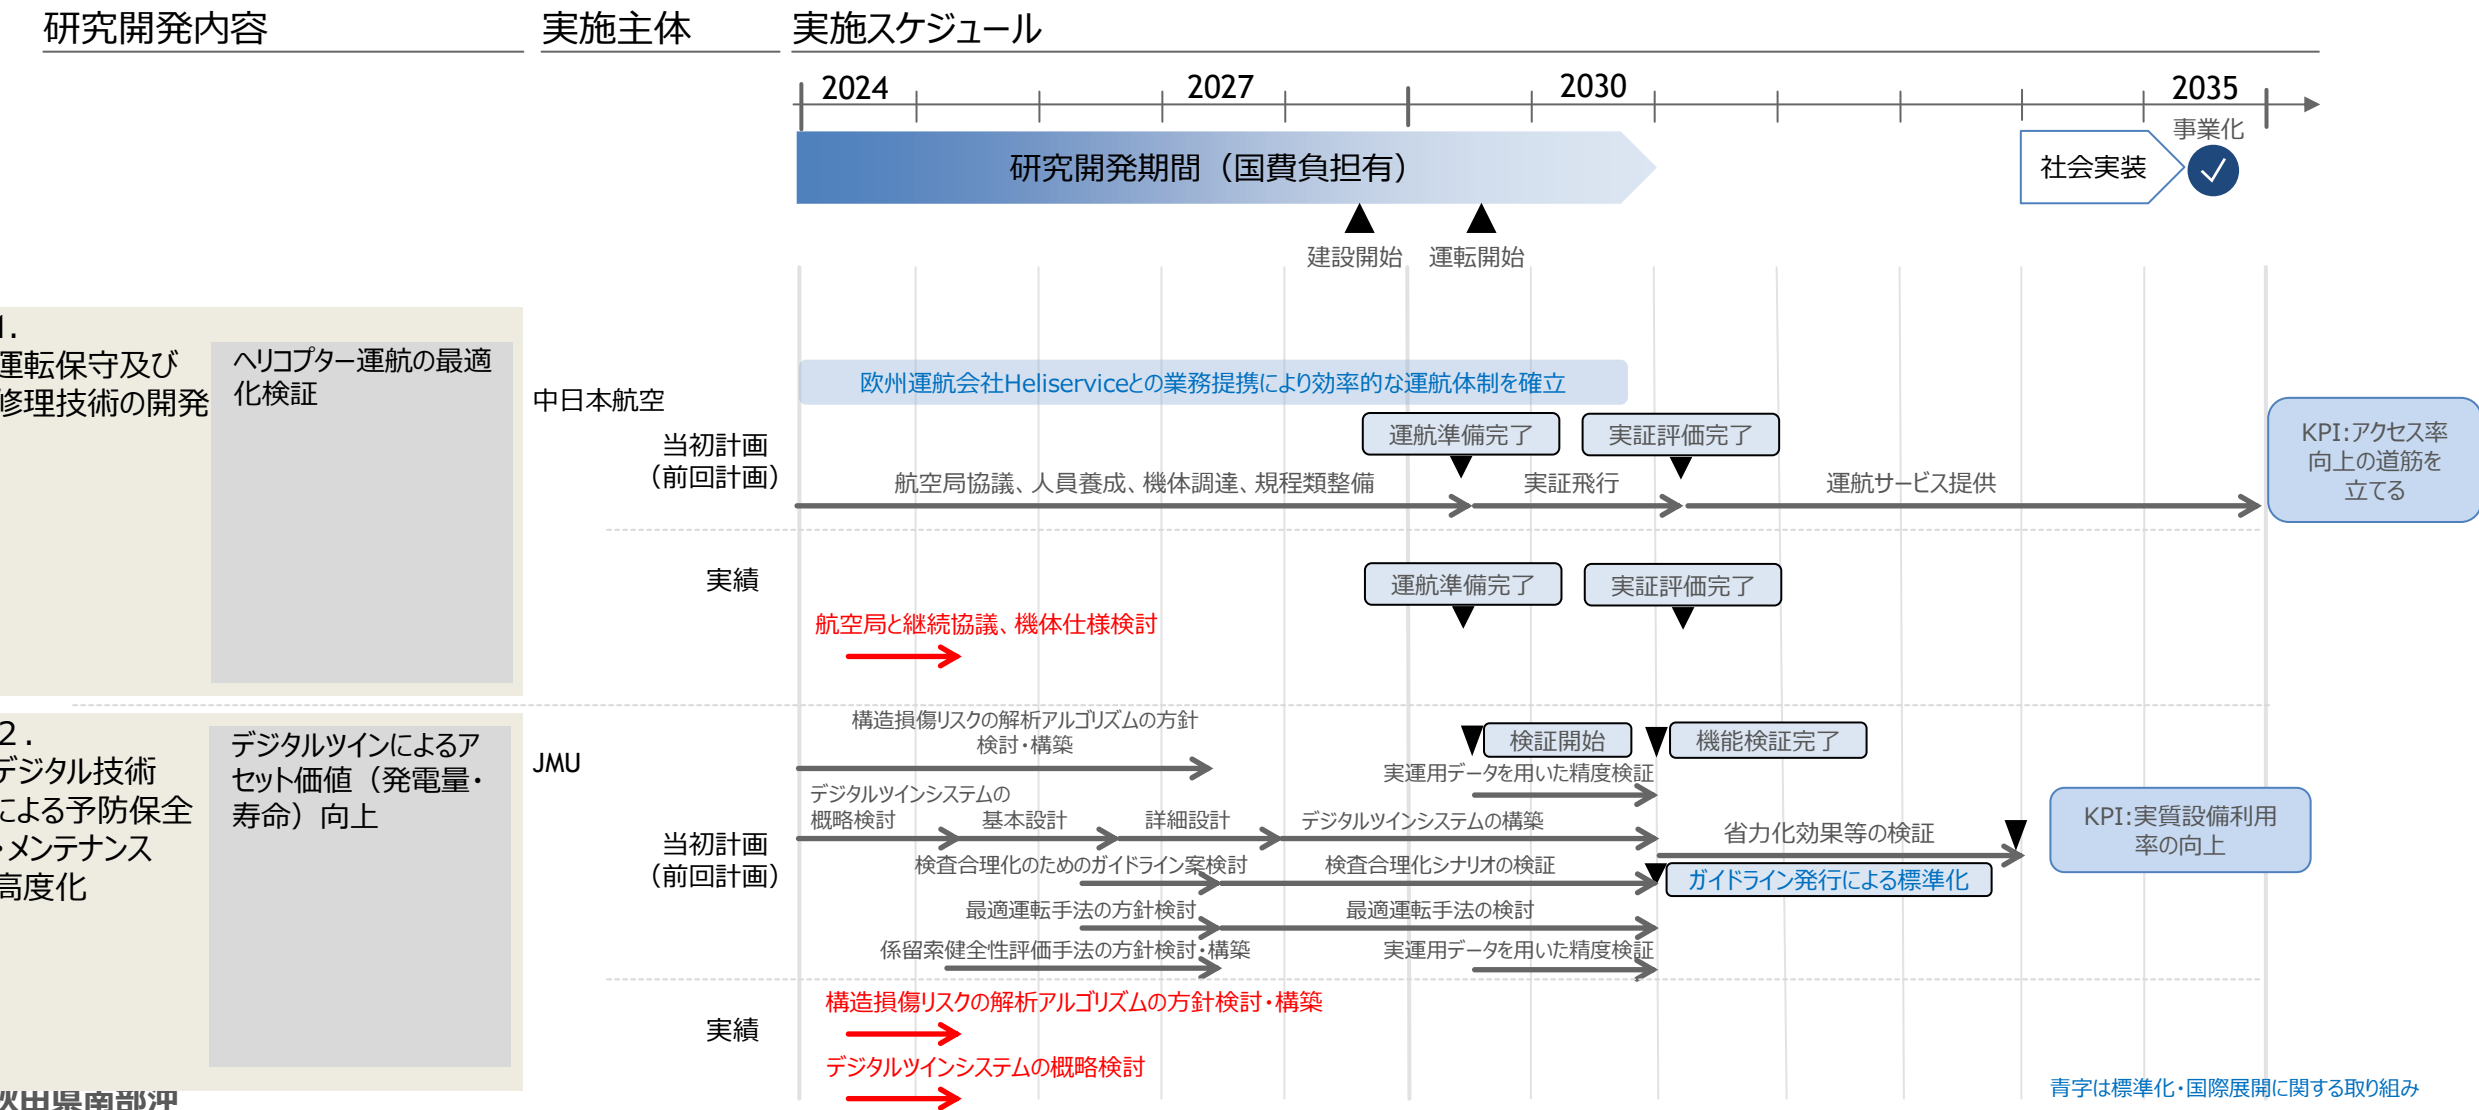 研究開発内容
実施主体
実施スケジュール
2024
2027
2030
2035
事業化
研究開発期間（国費負担有）
社会実装
建設開始
運転開始
1.
運転保守及び
修理技術の開発
ヘリコプター運航の最適
化検証
中日本航空
当初計画
（前回計画）
欧州運航会社Heliserviceとの業務提携により効率的な運航体制を確立
運航準備完了
実証評価完了
航空局協議、人員養成、機体調達、規程類整備
実証飛行
運航サービス提供
KPI:アクセス率
向上の道筋を
立てる
実績
運航準備完了
実証評価完了
航空局と継続協議、機体仕様検討
2.
デジタル技術
による予防保全
・メンテナンス
高度化
デジタルツインによるア
セット価値（発電量・
寿命）向上
JMU
当初計画
（前回計画）
構造損傷リスクの解析アルゴリズムの方針
検討・構築
検証開始
機能検証完了
実運用データを用いた精度検証
デジタルツインシステムの
概略検討
基本設計
詳細設計
デジタルツインシステムの構築
省力化効果等の検証
KPI:実質設備利用
率の向上
検査合理化のためのガイドライン案検討
検査合理化シナリオの検証
ガイドライン発行による標準化
最適運転手法の方針検討
最適運転手法の検討
係留索健全性評価手法の方針検討・構築
実運用データを用いた精度検証
実績
構造損傷リスクの解析アルゴリズムの方針検討・構築
デジタルツインシステムの概略検討
秋田県南部沖
青字は標準化・国際展開に関する取り組み